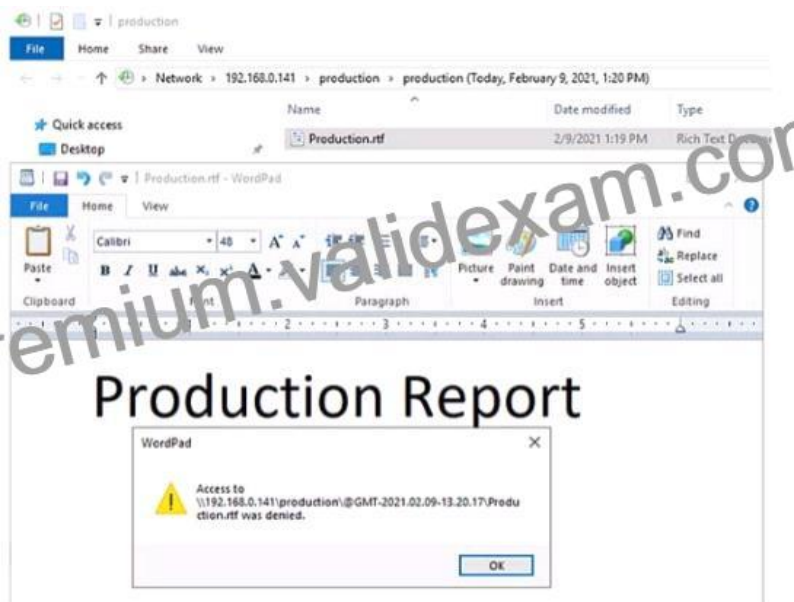 production
File Home Share View
Network > 192.168.0.141 > production > production (Today, February 9, 2021, 1:20 PM)
Name Date modified Type
Quick access
Production.rtf 2/9/2021 1:19 PM Rich Text
Desktop
Production.rtf - WordPad
File Home View
Calibri 48
Find
Replace
Select all
Paste
Picture Paint drawing Date and time Insert object
Clipboard Font Paragraph Insert Editing
2 3 4 5
premium.validexam.com
Production Report
WordPad
Access to
\\192.168.0.141\production\@GMT-2021.02.09-13.20.17\Produ
ction.rtf was denied.
OK